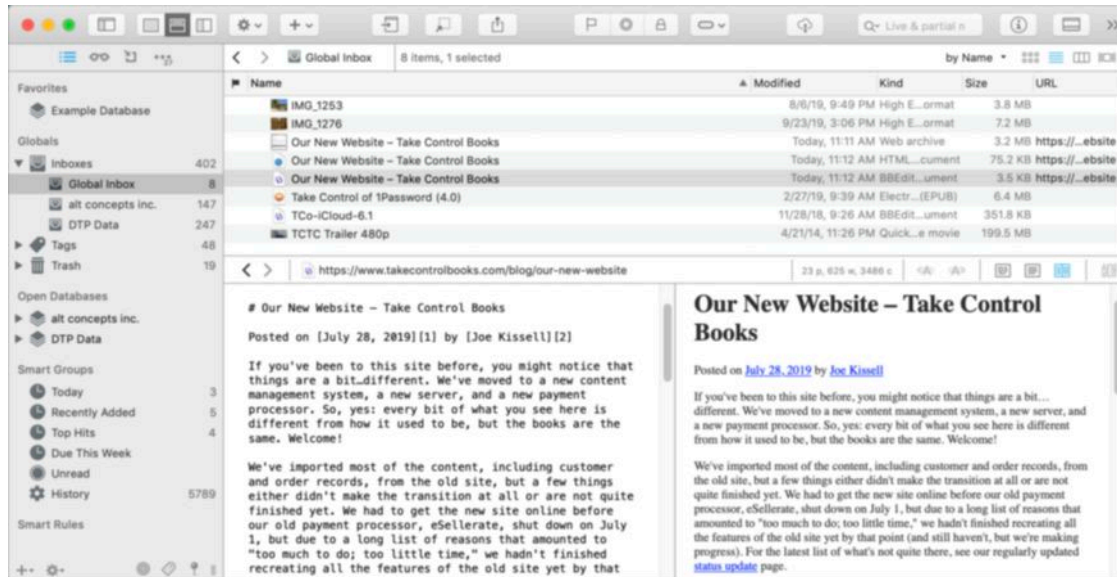 Live & partial n
Global Inbox
8 items, 1 selected
by Name
Favorites
Example Database
Globals
Inboxes 402
Global Inbox 8
alt concepts inc. 147
DTP Data 247
Tags 48
Trash 19
Open Databases
alt concepts inc.
DTP Data
Smart Groups
Today 3
Recently Added 5
Top Hits 4
Due This Week
Unread
History 5789
Smart Rules
Name Modified Kind Size URL
IMG_1253 8/6/19, 9:49 PM High E...ormat 3.8 MB
IMG_1276 9/23/19, 3:06 PM High E...ormat 7.2 MB
Our New Website – Take Control Books Today, 11:11 AM Web archive 3.2 MB https://...ebsite
Our New Website – Take Control Books Today, 11:12 AM HTML...cument 75.2 KB https://...ebsite
Our New Website – Take Control Books Today, 11:12 AM BBEdit...ument 3.5 KB https://...ebsite
Take Control of 1Password (4.0) 2/27/19, 9:39 AM Electr...(EPUB) 6.4 MB
TCo-iCloud-6.1 11/28/18, 9:26 AM BBEdit...ument 351.8 KB
TCTC Trailer 480p 4/21/14, 11:26 PM Quick...e movie 199.5 MB
https://www.takecontrolbooks.com/blog/our-new-website
23 p, 625 w, 3486 c
# Our New Website – Take Control Books
Posted on [July 28, 2019][1] by [Joe Kissell][2]
If you've been to this site before, you might notice that
things are a bit…different. We've moved to a new content
management system, a new server, and a new payment
processor. So, yes: every bit of what you see here is
different from how it used to be, but the books are the
same. Welcome!
We've imported most of the content, including customer
and order records, from the old site, but a few things
either didn't make the transition at all or are not quite
finished yet. We had to get the new site online before
our old payment processor, eSellerate, shut down on July
1, but due to a long list of reasons that amounted to
"too much to do; too little time," we hadn't finished
recreating all the features of the old site yet by that
Our New Website – Take Control
Books
Posted on July 28, 2019 by Joe Kissell
If you've been to this site before, you might notice that things are a bit…
different. We've moved to a new content management system, a new server, and
a new payment processor. So, yes: every bit of what you see here is different
from how it used to be, but the books are the same. Welcome!
We've imported most of the content, including customer and order records, from
the old site, but a few things either didn't make the transition at all or are not
quite finished yet. We had to get the new site online before our old payment
processor, eSellerate, shut down on July 1, but due to a long list of reasons that
amounted to "too much to do; too little time," we hadn't finished recreating all
the features of the old site yet by that point (and still haven't, but we're making
progress). For the latest list of what's not quite there, see our regularly updated
status update page.